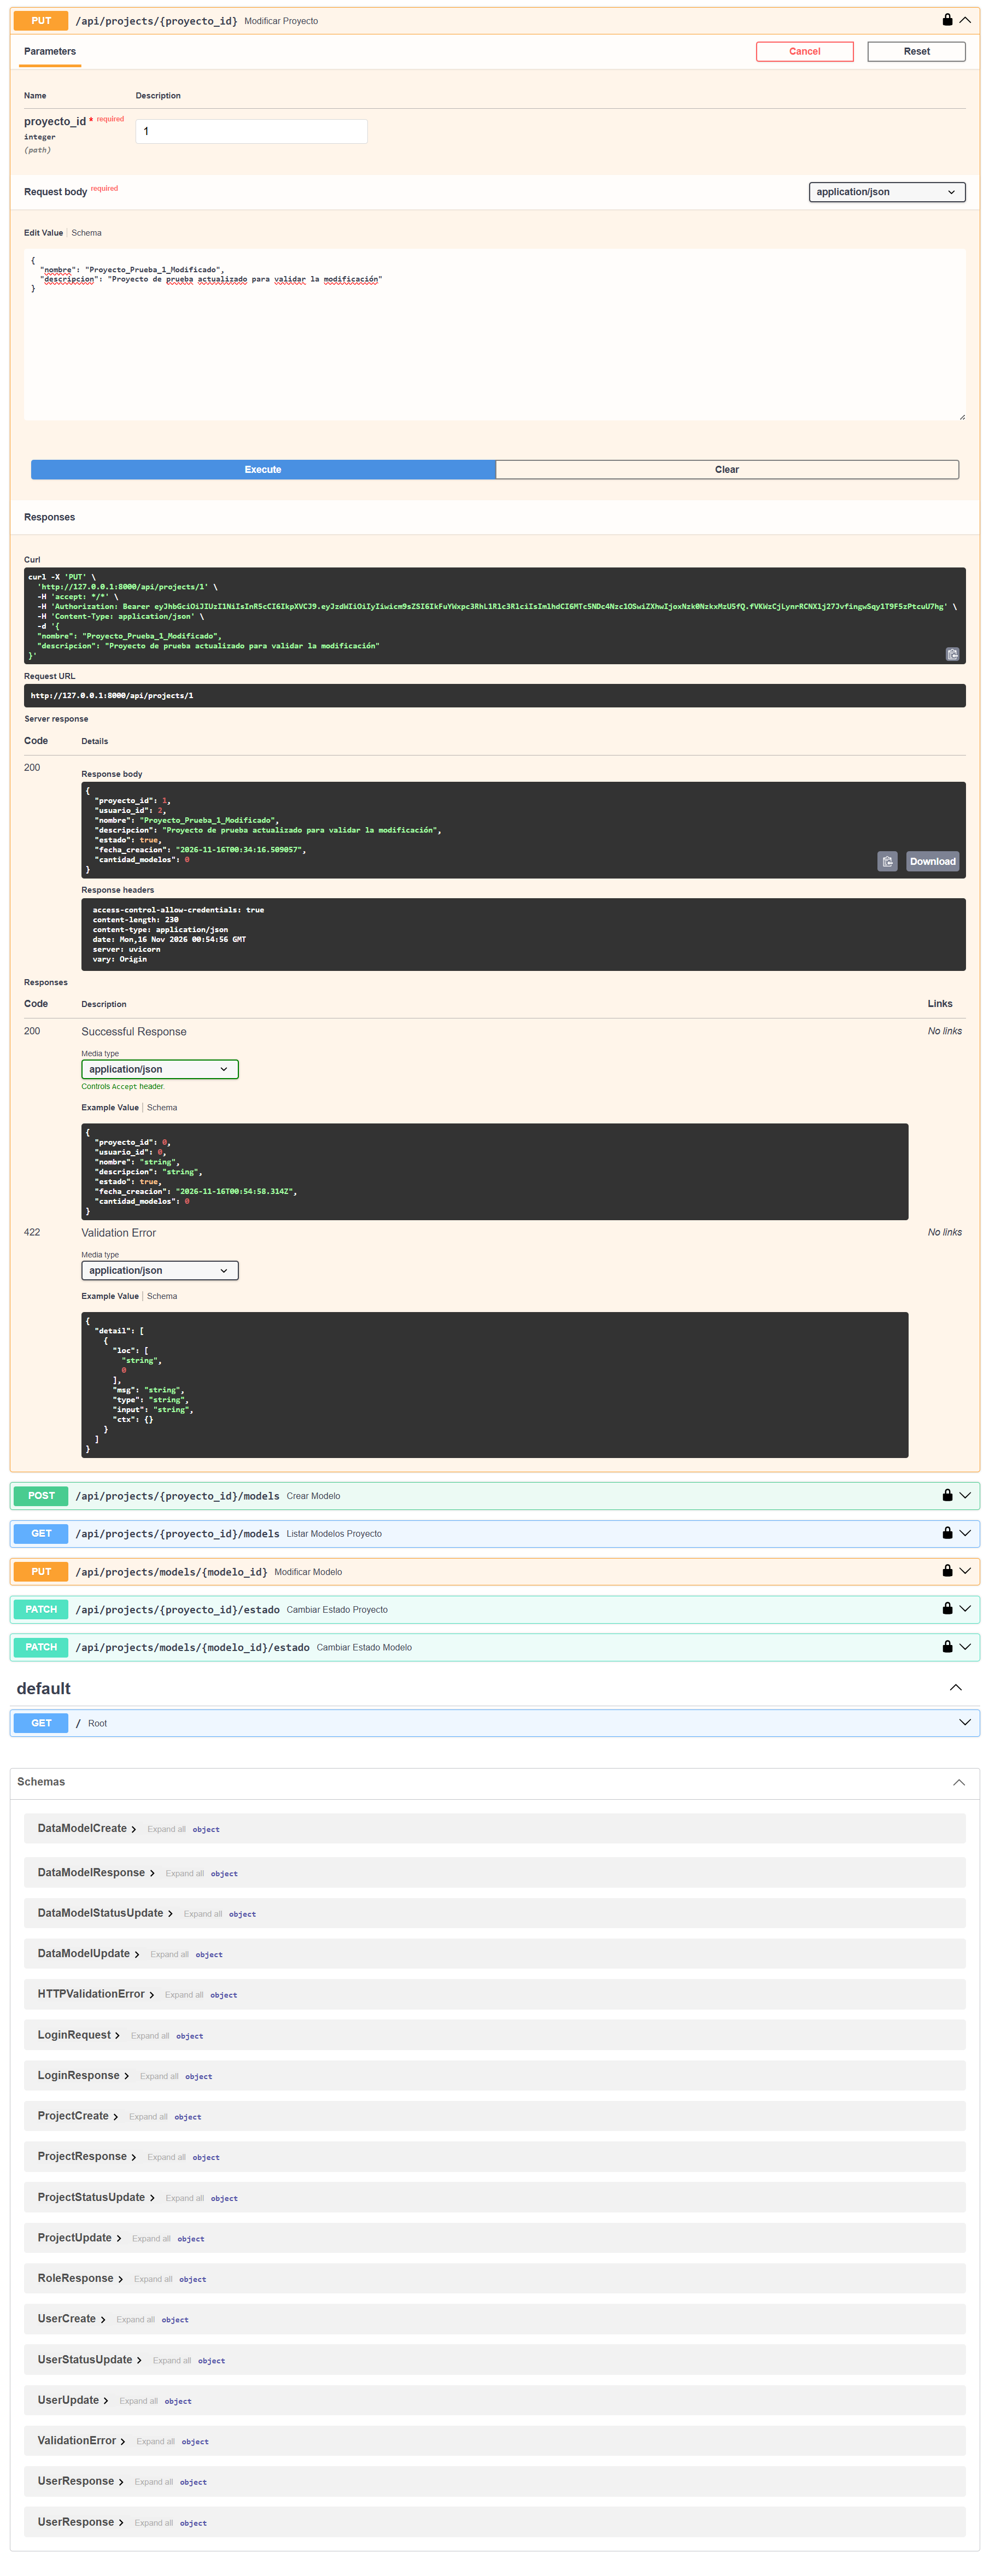 PUT /api/projects/{proyecto_id} Modificar Proyecto
Parameters
Cancel
Reset
Name Description
proyecto_id * required
integer
(path)
1
Request body required
application/json
Edit Value | Schema
{
"nombre": "Proyecto_Prueba_1_Modificado",
"descripcion": "Proyecto de prueba actualizado para validar la modificación"
}
Execute
Clear
Responses
Curl
curl -X 'PUT' \
'http://127.0.0.1:8000/api/projects/1' \
-H 'accept: */*' \
-H 'Authorization: Bearer \
-H 'Content-Type: application/json' \
-d '{
"nombre": "Proyecto_Prueba_1_Modificado",
"descripcion": "Proyecto de prueba actualizado para validar la modificación"
}'
Request URL
http://127.0.0.1:8000/api/projects/1
Server response
Code Details
200
Response body
{
"proyecto_id": 1,
"usuario_id": 2,
"nombre": "Proyecto_Prueba_1_Modificado",
"descripcion": "Proyecto de prueba actualizado para validar la modificación",
"estado": true,
"fecha_creacion": "2026-11-16T00:34:16.509057",
"cantidad_modelos": 0
}
Download
Response headers
access-control-allow-credentials: true
content-length: 230
content-type: application/json
date: Mon,16 Nov 2026 00:54:56 GMT
server: uvicorn
vary: Origin
Responses
Code Description Links
200 Successful Response No links
Media type
application/json
Controls Accept header.
Example Value | Schema
{
"proyecto_id": 0,
"usuario_id": 0,
"nombre": "string",
"descripcion": "string",
"estado": true,
"fecha_creacion": "2026-11-16T00:54:58.314Z",
"cantidad_modelos": 0
}
422 Validation Error No links
Media type
application/json
Example Value | Schema
{
"detail": [
{
"loc": [
"string",
0
],
"msg": "string",
"type": "string",
"input": "string",
"ctx": {}
}
]
}
POST /api/projects/{proyecto_id}/models Crear Modelo
GET /api/projects/{proyecto_id}/models Listar Modelos Proyecto
PUT /api/projects/models/{modelo_id} Modificar Modelo
PATCH /api/projects/{proyecto_id}/estado Cambiar Estado Proyecto
PATCH /api/projects/models/{modelo_id}/estado Cambiar Estado Modelo
default
GET / Root
Schemas
DataModelCreate Expand all object
DataModelResponse Expand all object
DataModelStatusUpdate Expand all object
DataModelUpdate Expand all object
HTTPValidationError Expand all object
LoginRequest Expand all object
LoginResponse Expand all object
ProjectCreate Expand all object
ProjectResponse Expand all object
ProjectStatusUpdate Expand all object
ProjectUpdate Expand all object
RoleResponse Expand all object
UserCreate Expand all object
UserStatusUpdate Expand all object
UserUpdate Expand all object
ValidationError Expand all object
UserResponse Expand all object
UserResponse Expand all object